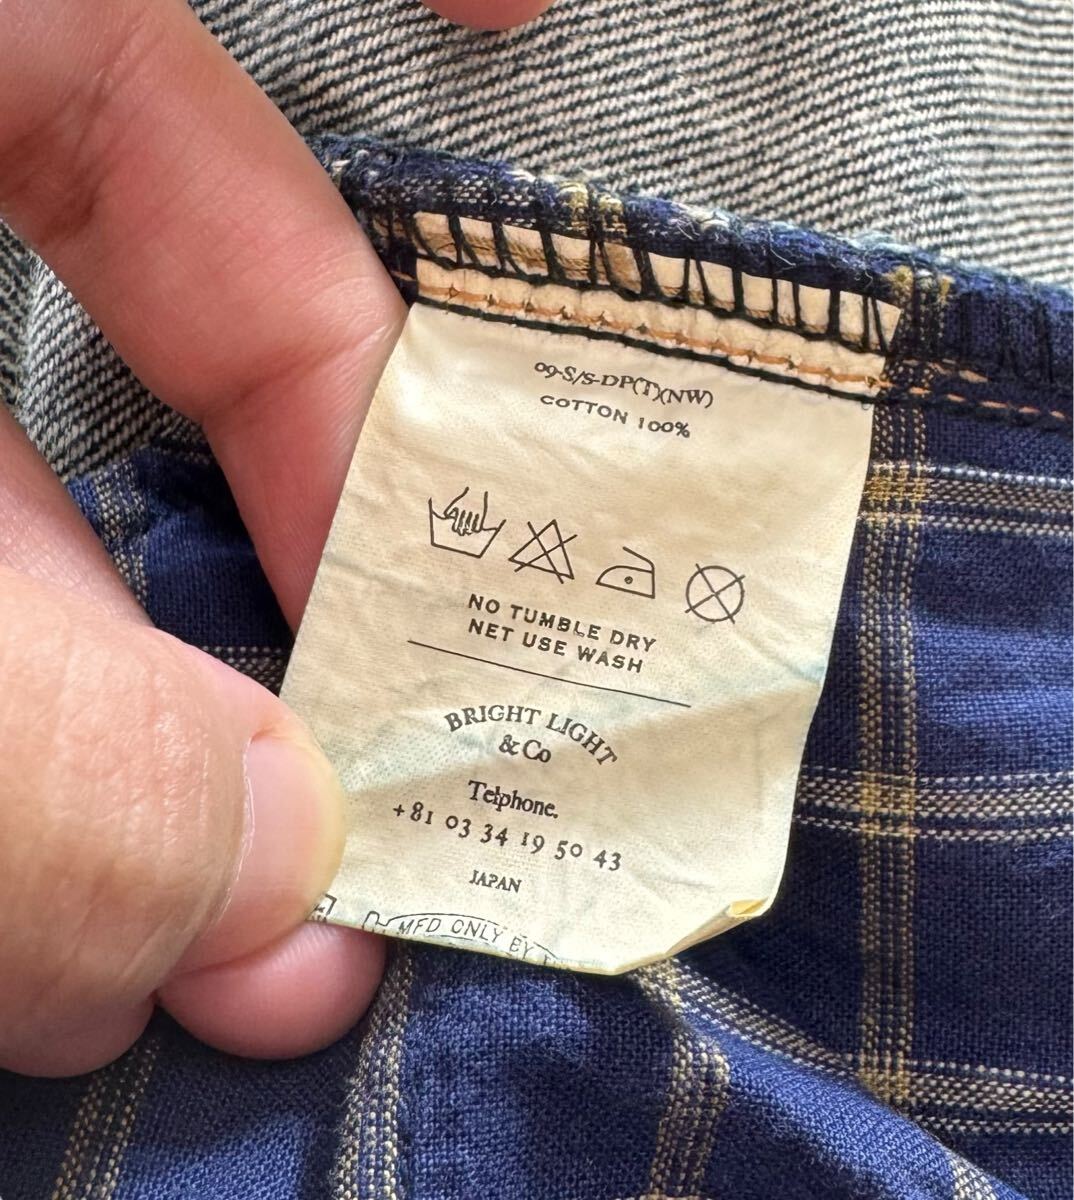 09-S/S-DP(T)(NW)
COTTON 100%
NO TUMBLE DRY
NET USE WASH
BRIGHT LIGHT
& Co
Telphone.
+81 03 34 19 50 43
JAPAN
MFD ONLY BY